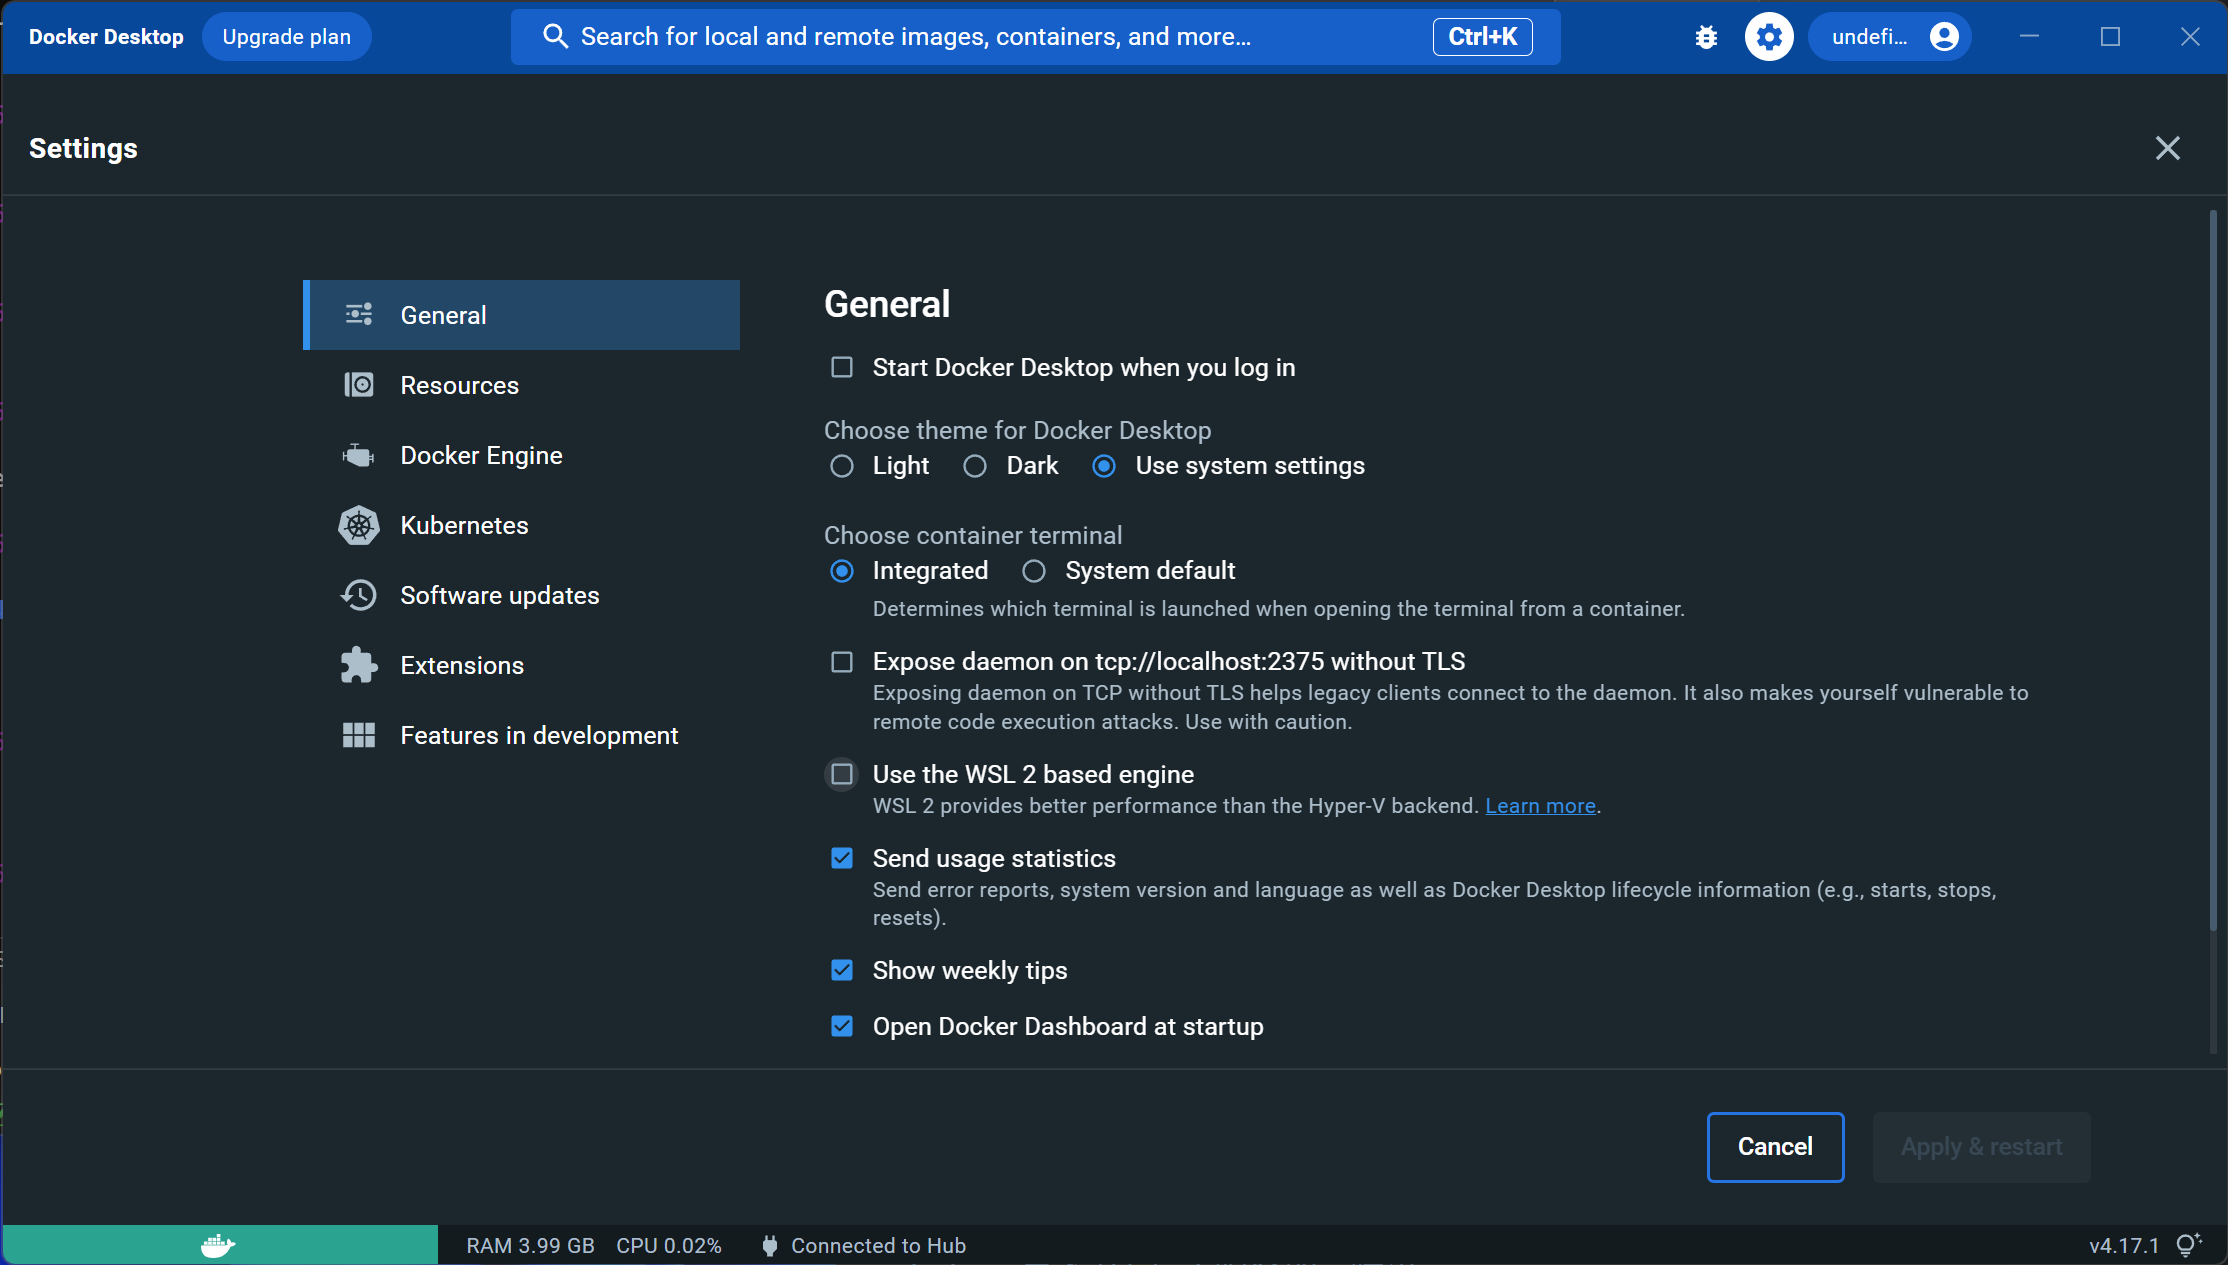 Docker Desktop
Upgrade plan
Search for local and remote images, containers, and more...
Ctrl+K
undefi...
Settings
General
Resources
Docker Engine
Kubernetes
Software updates
Extensions
Features in development
General
Start Docker Desktop when you log in
Choose theme for Docker Desktop
Light Dark Use system settings
Choose container terminal
Integrated System default
Determines which terminal is launched when opening the terminal from a container.
Expose daemon on tcp://localhost:2375 without TLS
Exposing daemon on TCP without TLS helps legacy clients connect to the daemon. It also makes yourself vulnerable to
remote code execution attacks. Use with caution.
Use the WSL 2 based engine
WSL 2 provides better performance than the Hyper-V backend. Learn more.
Send usage statistics
Send error reports, system version and language as well as Docker Desktop lifecycle information (e.g., starts, stops,
resets).
Show weekly tips
Open Docker Dashboard at startup
Cancel
Apply & restart
RAM 3.99 GB CPU 0.02% Connected to Hub
v4.17.1